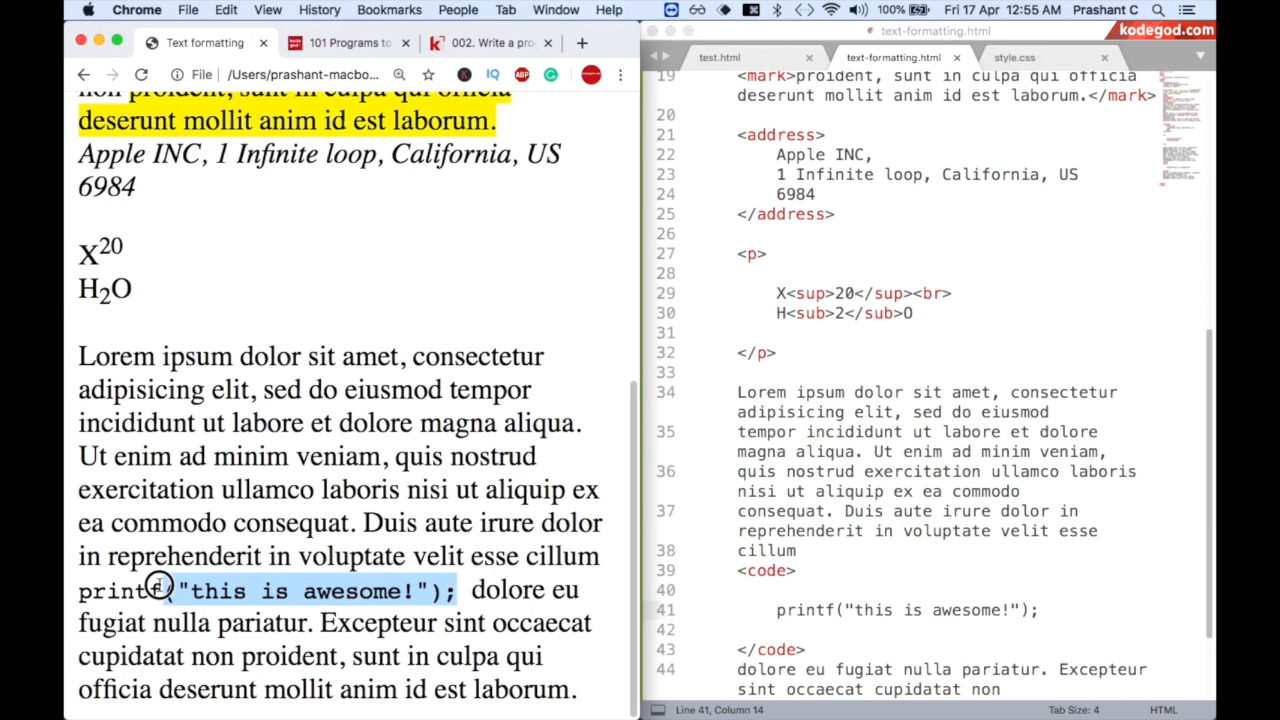 Chrome File Edit View History Bookmarks People Tab Window Help 100% Fri 17 Apr 12:55 AM Prashant C
kodegod.com
Text formatting 101 Programs to 002. Write a pro
File /Users/prashant-macbo... IQ ABP
non proident, sunt in culpa qui officia
deserunt mollit anim id est laborum.
Apple INC, 1 Infinite loop, California, US
6984
X20
H2O
Lorem ipsum dolor sit amet, consectetur
adipisicing elit, sed do eiusmod tempor
incididunt ut labore et dolore magna aliqua.
Ut enim ad minim veniam, quis nostrud
exercitation ullamco laboris nisi ut aliquip ex
ea commodo consequat. Duis aute irure dolor
in reprehenderit in voluptate velit esse cillum
printf("this is awesome!"); dolore eu
fugiat nulla pariatur. Excepteur sint occaecat
cupidatat non proident, sunt in culpa qui
officia deserunt mollit anim id est laborum.
text-formatting.html
test.html text-formatting.html style.css
19 <mark>proident, sunt in culpa qui officia
deserunt mollit anim id est laborum.</mark>
20
21 <address>
22 Apple INC,
23 1 Infinite loop, California, US
24 6984
25 </address>
26
27 <p>
28
29 X<sup>20</sup><br>
30 H<sub>2</sub>O
31
32 </p>
33
34 Lorem ipsum dolor sit amet, consectetur
adipisicing elit, sed do eiusmod
35 tempor incididunt ut labore et dolore
magna aliqua. Ut enim ad minim veniam,
36 quis nostrud exercitation ullamco laboris
nisi ut aliquip ex ea commodo
37 consequat. Duis aute irure dolor in
reprehenderit in voluptate velit esse
38 cillum
39 <code>
40
41 printf("this is awesome!");
42
43 </code>
44 dolore eu fugiat nulla pariatur. Excepteur
sint occaecat cupidatat non
Line 41, Column 14 Tab Size: 4 HTML